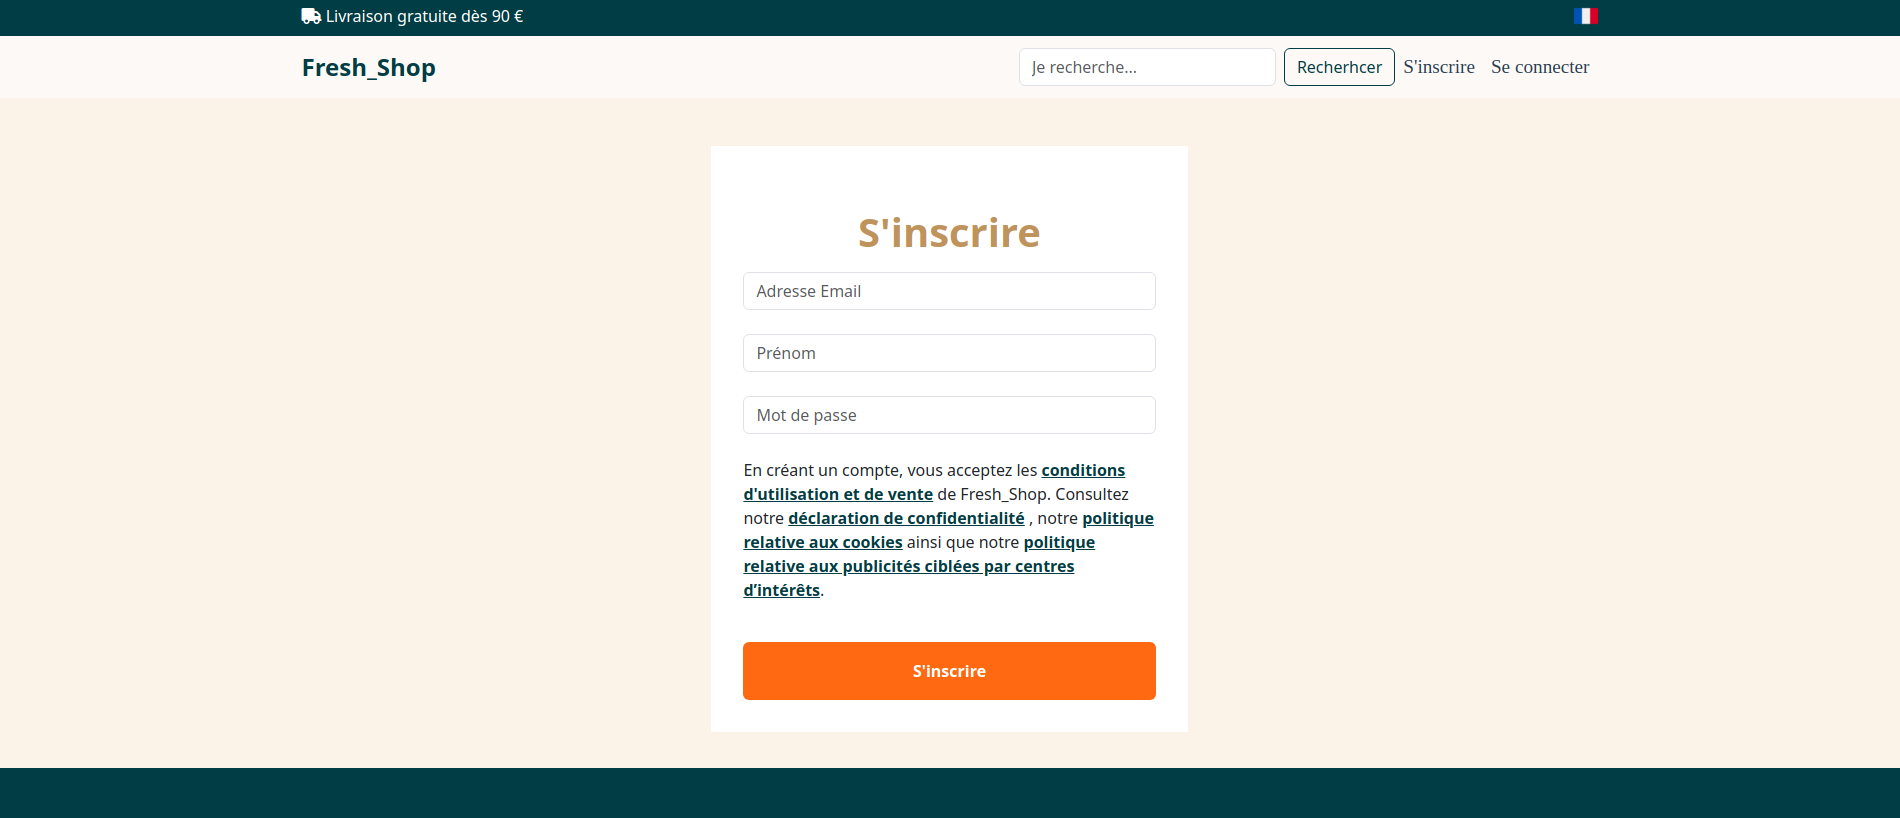 Livraison gratuite dès 90 €
Fresh_Shop
Je recherche...
Recherhcer
S'inscrire
Se connecter
S'inscrire
Adresse Email
Prénom
Mot de passe
En créant un compte, vous acceptez les conditions
d'utilisation et de vente de Fresh_Shop. Consultez
notre déclaration de confidentialité , notre politique
relative aux cookies ainsi que notre politique
relative aux publicités ciblées par centres
d’intérêts.
S'inscrire